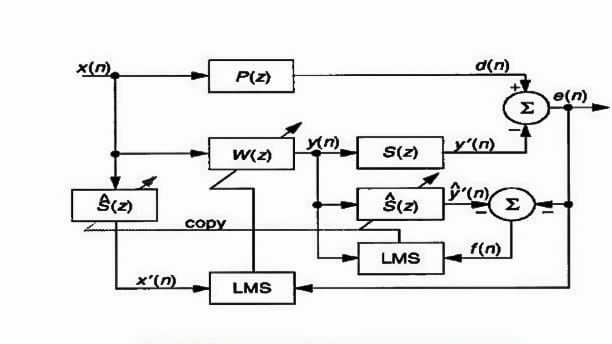 x(n) P(z) d(n) + Σ e(n)
W(z) y(n) S(z) y′(n) −
Ŝ(z) Ŝ(z) ŷ′(n) − Σ −
copy LMS f(n)
x′(n) LMS